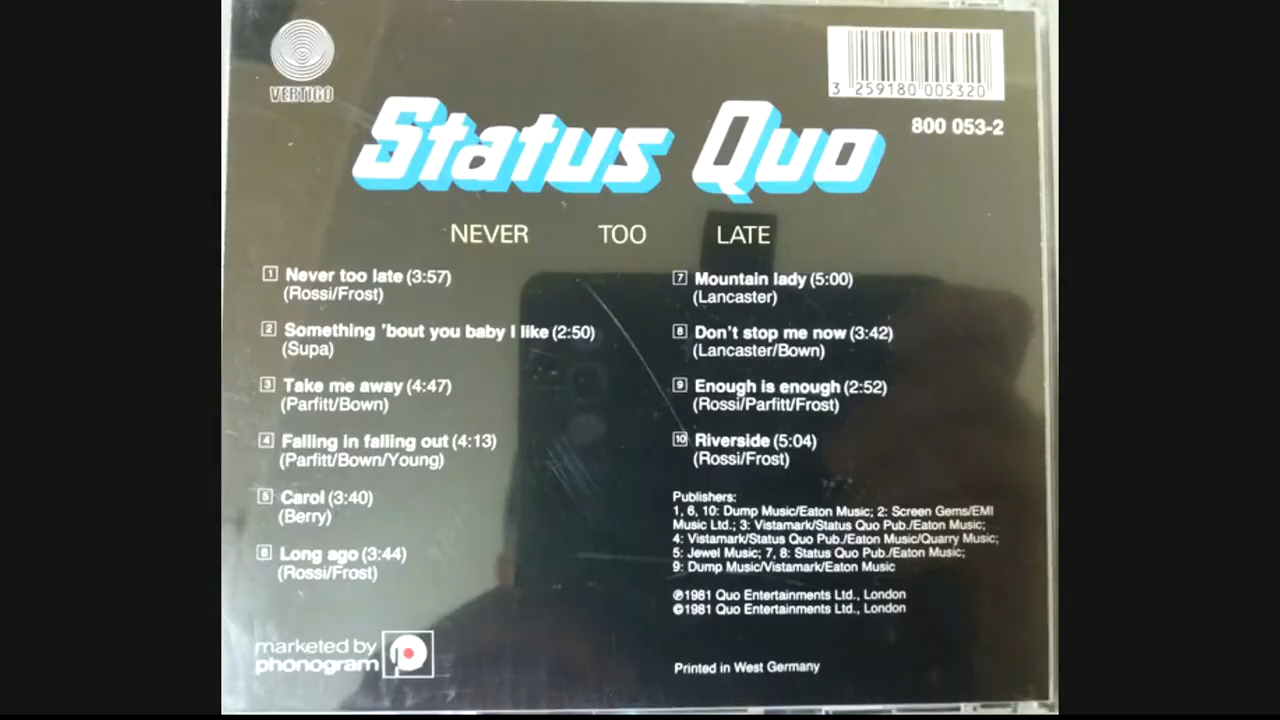 VERTIGO
3 259180 005320
800 053-2
Status Quo
NEVER TOO LATE
1 Never too late (3:57)
(Rossi/Frost)
2 Something 'bout you baby I like (2:50)
(Supa)
3 Take me away (4:47)
(Parfitt/Bown)
4 Falling in falling out (4:13)
(Parfitt/Bown/Young)
5 Carol (3:40)
(Berry)
6 Long ago (3:44)
(Rossi/Frost)
7 Mountain lady (5:00)
(Lancaster)
8 Don't stop me now (3:42)
(Lancaster/Bown)
9 Enough is enough (2:52)
(Rossi/Parfitt/Frost)
10 Riverside (5:04)
(Rossi/Frost)
Publishers:
1, 6, 10: Dump Music/Eaton Music; 2: Screen Gems/EMI
Music Ltd.; 3: Vistamark/Status Quo Pub./Eaton Music;
4: Vistamark/Status Quo Pub./Eaton Music/Quarry Music;
5: Jewel Music; 7, 8: Status Quo Pub./Eaton Music;
9: Dump Music/Vistamark/Eaton Music
℗1981 Quo Entertainments Ltd., London
©1981 Quo Entertainments Ltd., London
marketed by
phonogram
Printed in West Germany